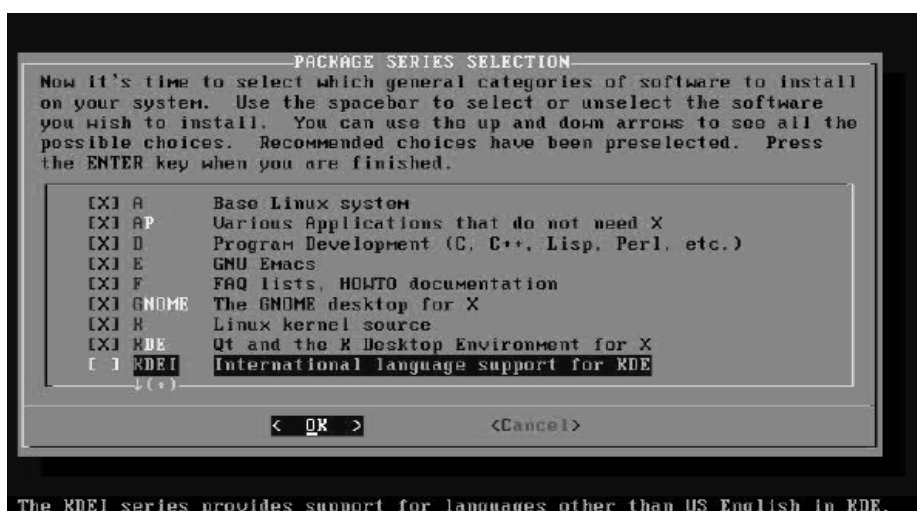 PACKAGE SERIES SELECTION
Now it's time to select which general categories of software to install
on your system. Use the spacebar to select or unselect the software
you wish to install. You can use the up and down arrows to see all the
possible choices. Recommended choices have been preselected. Press
the ENTER key when you are finished.
[X] A Base Linux system
[X] AP Various Applications that do not need X
[X] D Program Development (C, C++, Lisp, Perl, etc.)
[X] E GNU Emacs
[X] F FAQ lists, HOWTO documentation
[X] GNOME The GNOME desktop for X
[X] K Linux kernel source
[X] KDE Qt and the K Desktop Environment for X
[ ] KDEI International language support for KDE
↓(+)
< OK > <Cancel>
The KDEI series provides support for languages other than US English in KDE.